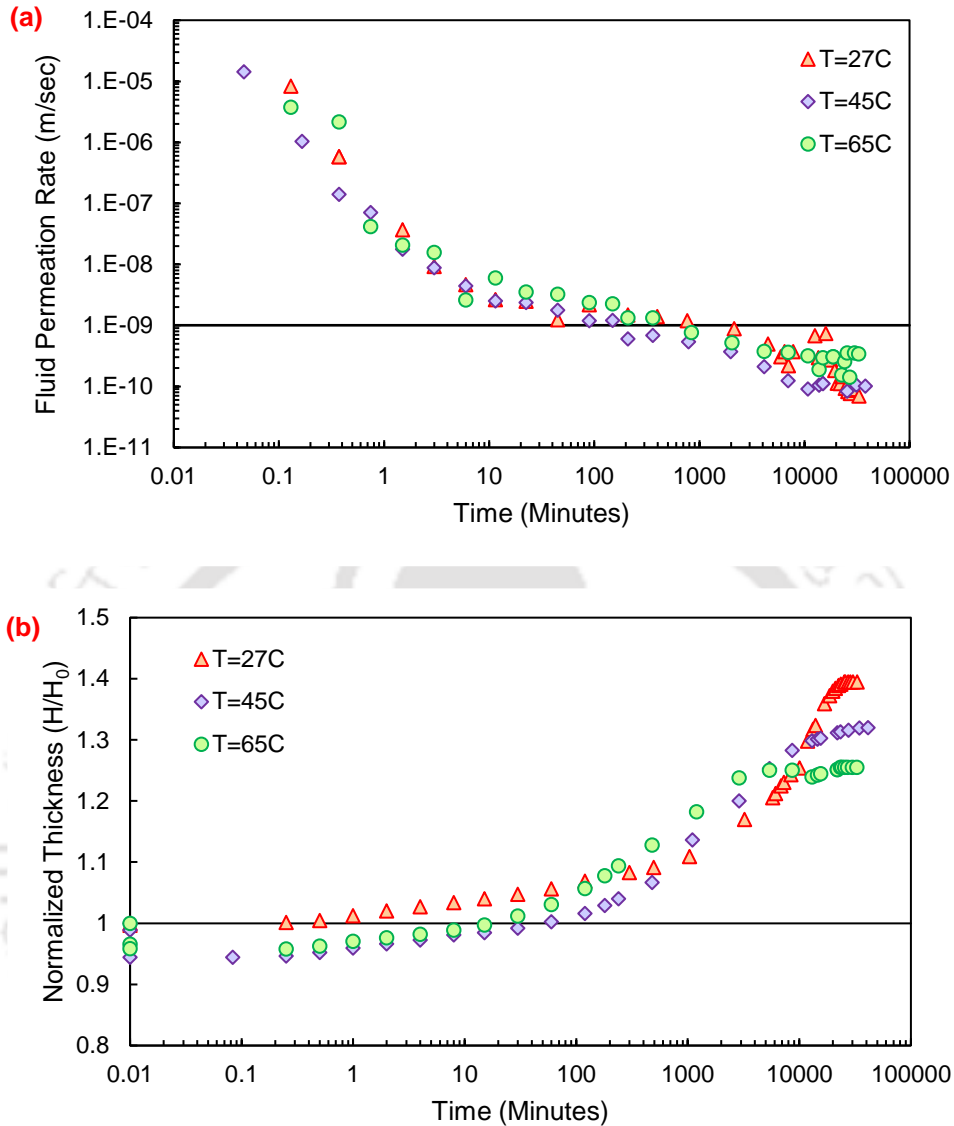 (a)
1.E-04
1.E-05
1.E-06
1.E-07
1.E-08
1.E-09
1.E-10
1.E-11
Fluid Permeation Rate (m/sec)
T=27C
T=45C
T=65C
0.01 0.1 1 10 100 1000 10000 100000
Time (Minutes)
(b)
1.5
1.4
1.3
1.2
1.1
1
0.9
0.8
Normalized Thickness (H/H0)
T=27C
T=45C
T=65C
0.01 0.1 1 10 100 1000 10000 100000
Time (Minutes)